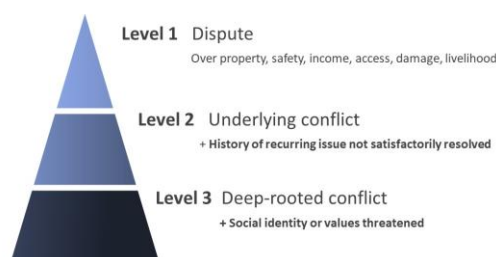 Level 1 Dispute
Over property, safety, income, access, damage, livelihood
Level 2 Underlying conflict
+ History of recurring issue not satisfactorily resolved
Level 3 Deep-rooted conflict
+ Social identity or values threatened